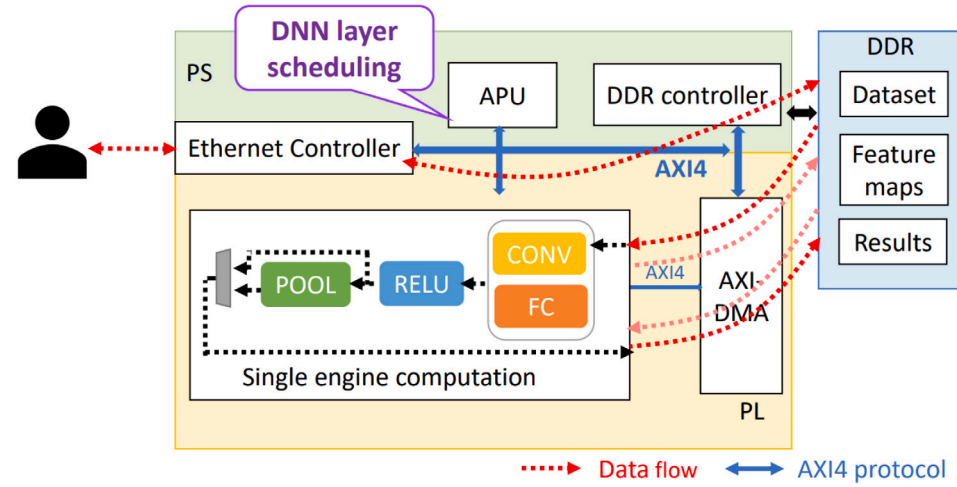 DNN layer
scheduling
PS
APU
DDR controller
DDR
Dataset
Feature
maps
Results
Ethernet Controller
AXI4
CONV
FC
RELU
POOL
AXI4
AXI-
DMA
Single engine computation
PL
Data flow
AXI4 protocol